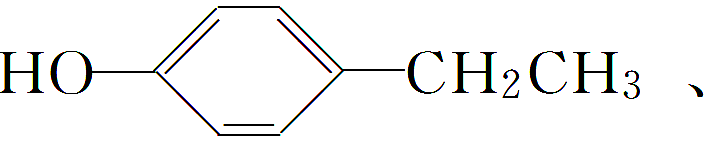 HO CH₂CH₃ 、